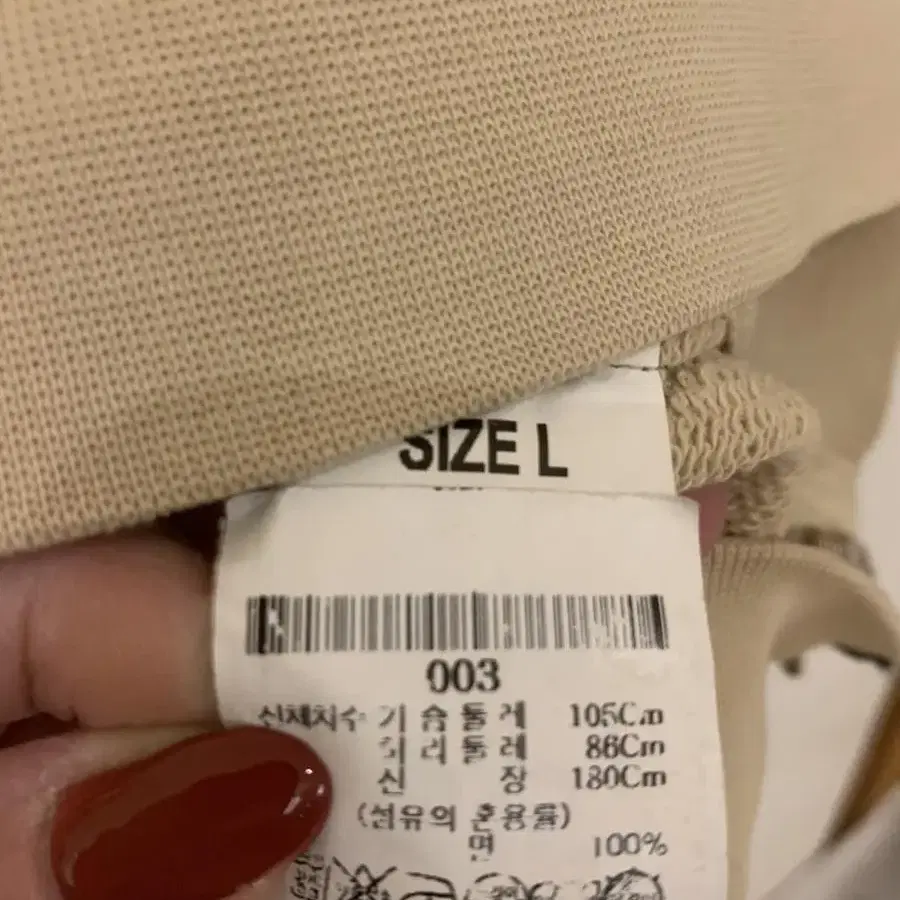 SIZE L
003
신체치수 가 슴 둘 레 105Cm
허 리 둘 레 86Cm
신 장 180Cm
(섬유의 혼용률)
면 100%